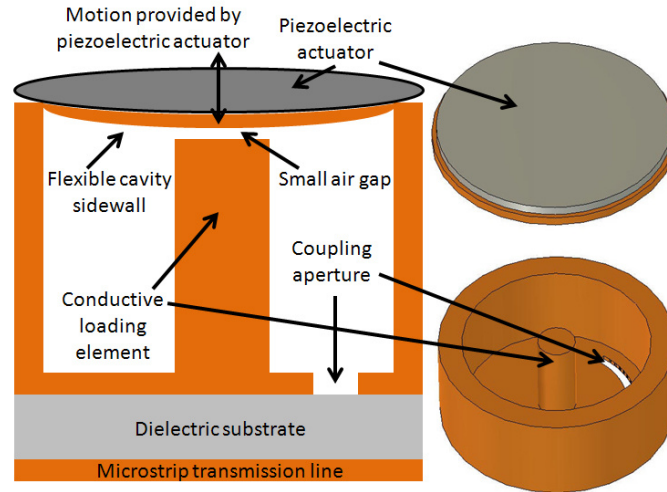 Motion provided by
piezoelectric actuator
Piezoelectric
actuator
Flexible cavity
sidewall
Small air gap
Coupling
aperture
Conductive
loading
element
Dielectric substrate
Microstrip transmission line